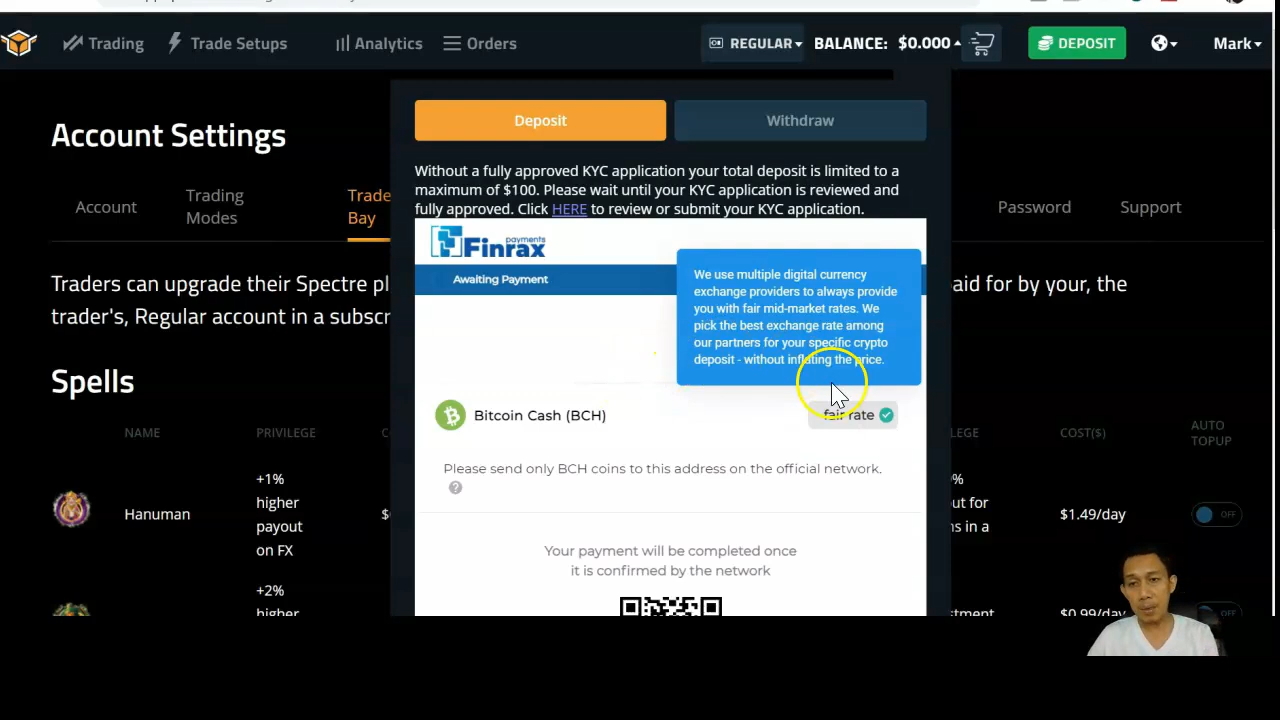 Trading
Trade Setups
Analytics
Orders
REGULAR
BALANCE: $0.000
DEPOSIT
Mark
Account Settings
Account
Trading
Modes
Trade
Bay
Password
Support
Deposit
Withdraw
Without a fully approved KYC application your total deposit is limited to a
maximum of $100. Please wait until your KYC application is reviewed and
fully approved. Click HERE to review or submit your KYC application.
payments
Finrax
Awaiting Payment
We use multiple digital currency
exchange providers to always provide
you with fair mid-market rates. We
pick the best exchange rate among
our partners for your specific crypto
deposit - without inflating the price.
Bitcoin Cash (BCH)
fair rate
Please send only BCH coins to this address on the official network.
?
Your payment will be completed once
it is confirmed by the network
Traders can upgrade their Spectre pl
aid for by your, the
trader's, Regular account in a subscr
Spells
NAME
PRIVILEGE
C
LEGE
COST($)
AUTO
TOPUP
Hanuman
+1%
higher
payout
on FX
$
%
ut for
ns in a
$1.49/day
OFF
+2%
higher
stment
$0.99/day
OFF